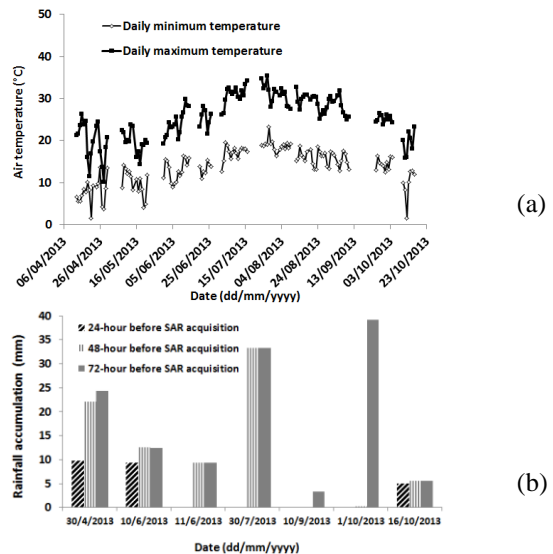 Daily minimum temperature
Daily maximum temperature
Air temperature (°C)
50
40
30
20
10
0
06/04/2013
26/04/2013
16/05/2013
05/06/2013
25/06/2013
15/07/2013
04/08/2013
24/08/2013
13/09/2013
03/10/2013
23/10/2013
Date (dd/mm/yyyy)
(a)
Rainfall accumulation (mm)
40
35
30
25
20
15
10
5
0
24-hour before SAR acquisition
48-hour before SAR acquisition
72-hour before SAR acquisition
30/4/2013 10/6/2013 11/6/2013 30/7/2013 10/9/2013 1/10/2013 16/10/2013
Date (dd/mm/yyyy)
(b)